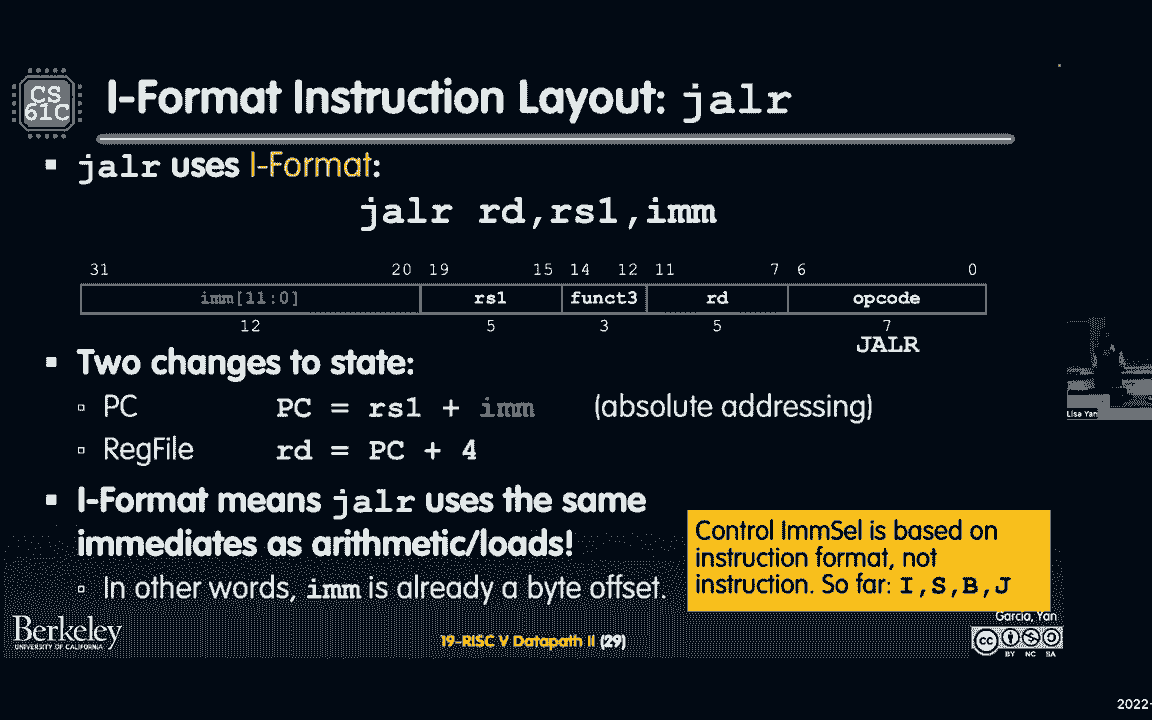 CS
61C
I-Format Instruction Layout: jalr
jalr uses I-Format:
jalr rd,rs1,imm
31 20 19 15 14 12 11 7 6 0
imm[11:0] rs1 funct3 rd opcode
12 5 3 5 7
JALR
Two changes to state:
PC PC = rs1 + imm (absolute addressing)
RegFile rd = PC + 4
I-Format means jalr uses the same
immediates as arithmetic/loads!
In other words, imm is already a byte offset.
Control ImmSel is based on
instruction format, not
instruction. So far: I,S,B,J
Lisa Yan
Garcia, Yan
Berkeley
UNIVERSITY OF CALIFORNIA
19-RISC V Datapath II (29)
cc
BY NC SA
2022-